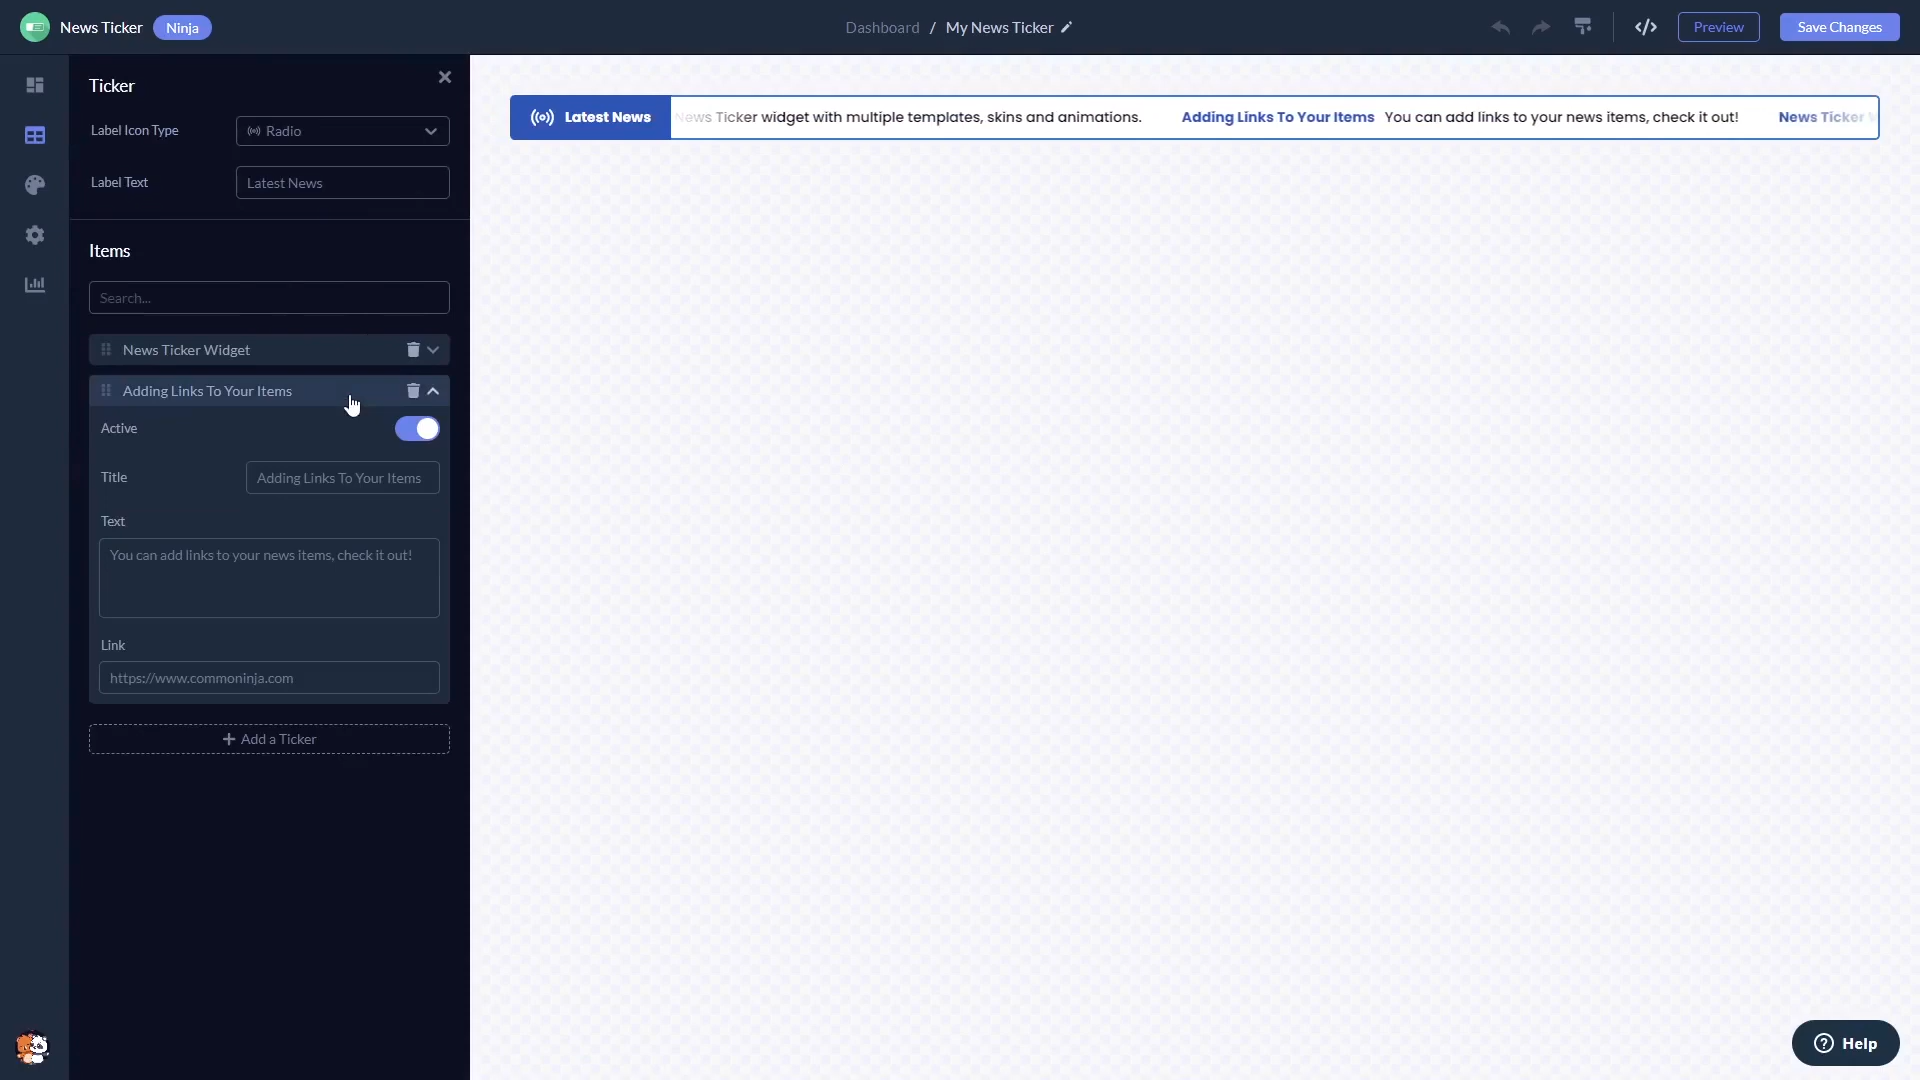 News Ticker Ninja
Dashboard / My News Ticker
</> Preview Save Changes
Ticker
Label Icon Type Radio
Label Text Latest News
Items
Search...
News Ticker Widget
Adding Links To Your Items
Active
Title Adding Links To Your Items
Text
You can add links to your news items, check it out!
Link
https://www.commoninja.com
+ Add a Ticker
Latest News News Ticker widget with multiple templates, skins and animations. Adding Links To Your Items You can add links to your news items, check it out! News Ticker
Help